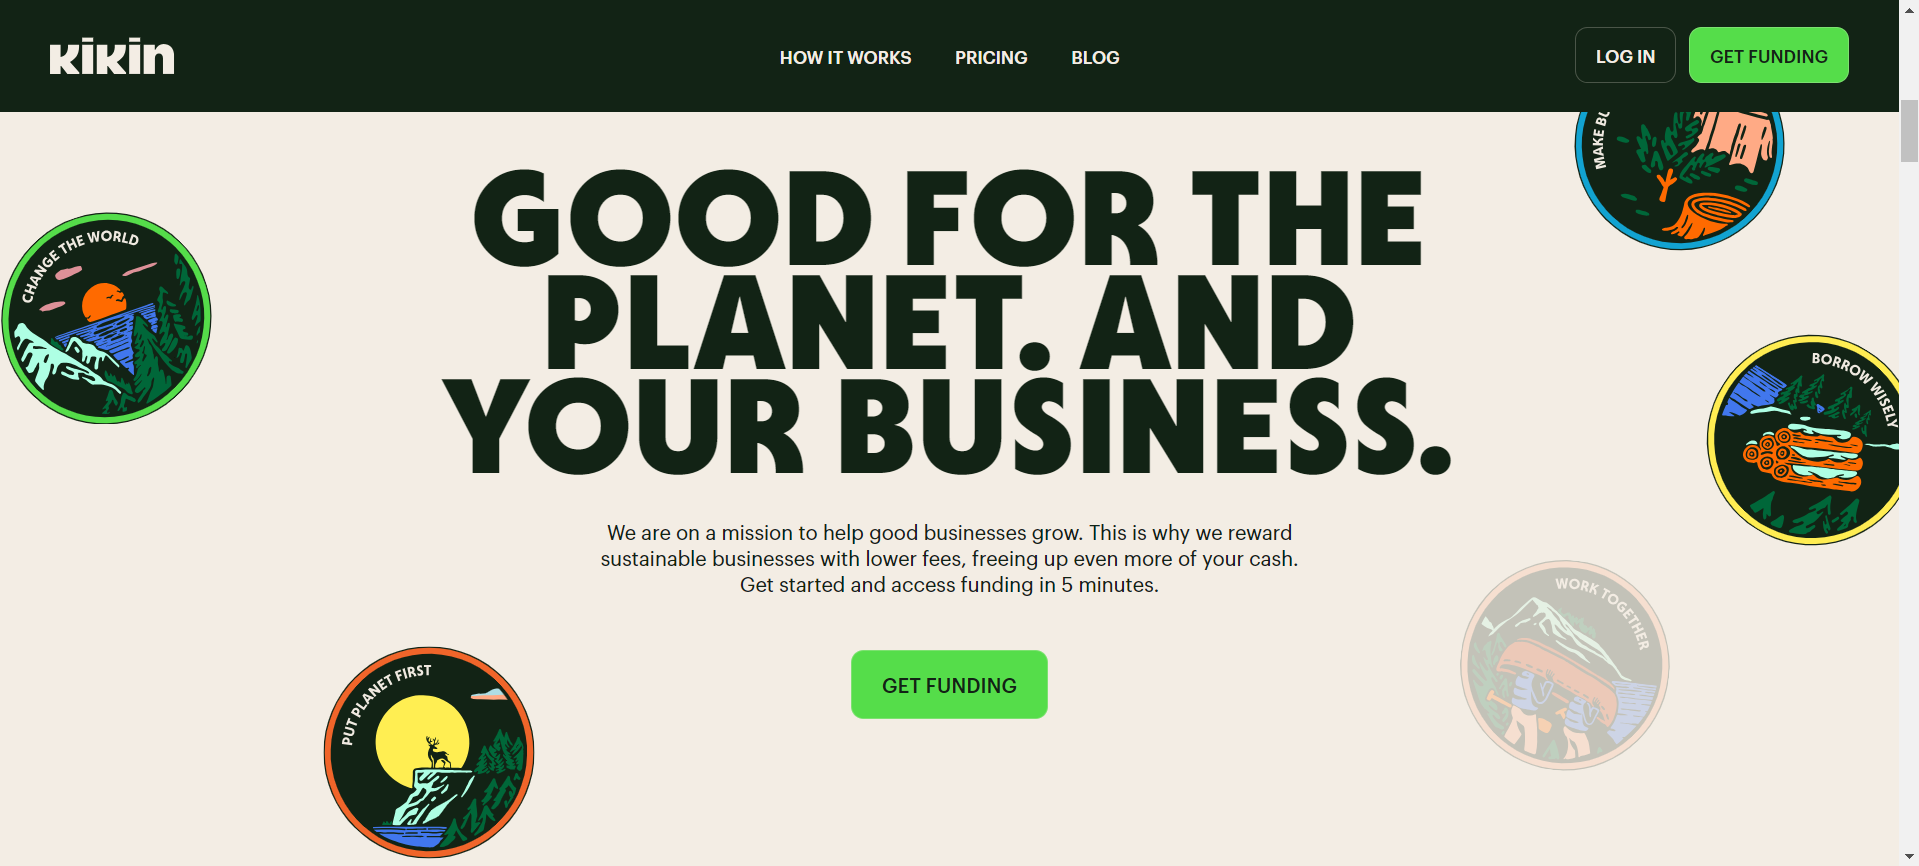 kikin
HOW IT WORKS
PRICING
BLOG
LOG IN
GET FUNDING
MAKE
CHANGE THE WORLD
GOOD FOR THE
PLANET. AND
YOUR BUSINESS.
BORROW WISELY
We are on a mission to help good businesses grow. This is why we reward
sustainable businesses with lower fees, freeing up even more of your cash.
Get started and access funding in 5 minutes.
WORK TOGETHER
PUT PLANET FIRST
GET FUNDING